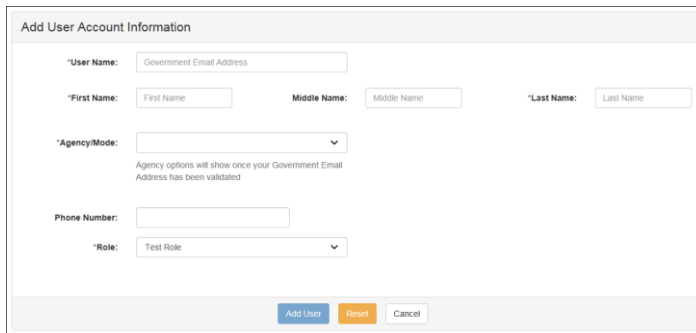 Add User Account Information
*User Name: Government Email Address
*First Name: First Name Middle Name: Middle Name *Last Name: Last Name
*Agency/Mode:
Agency options will show once your Government Email
Address has been validated
Phone Number:
*Role: Test Role
Add User Reset Cancel